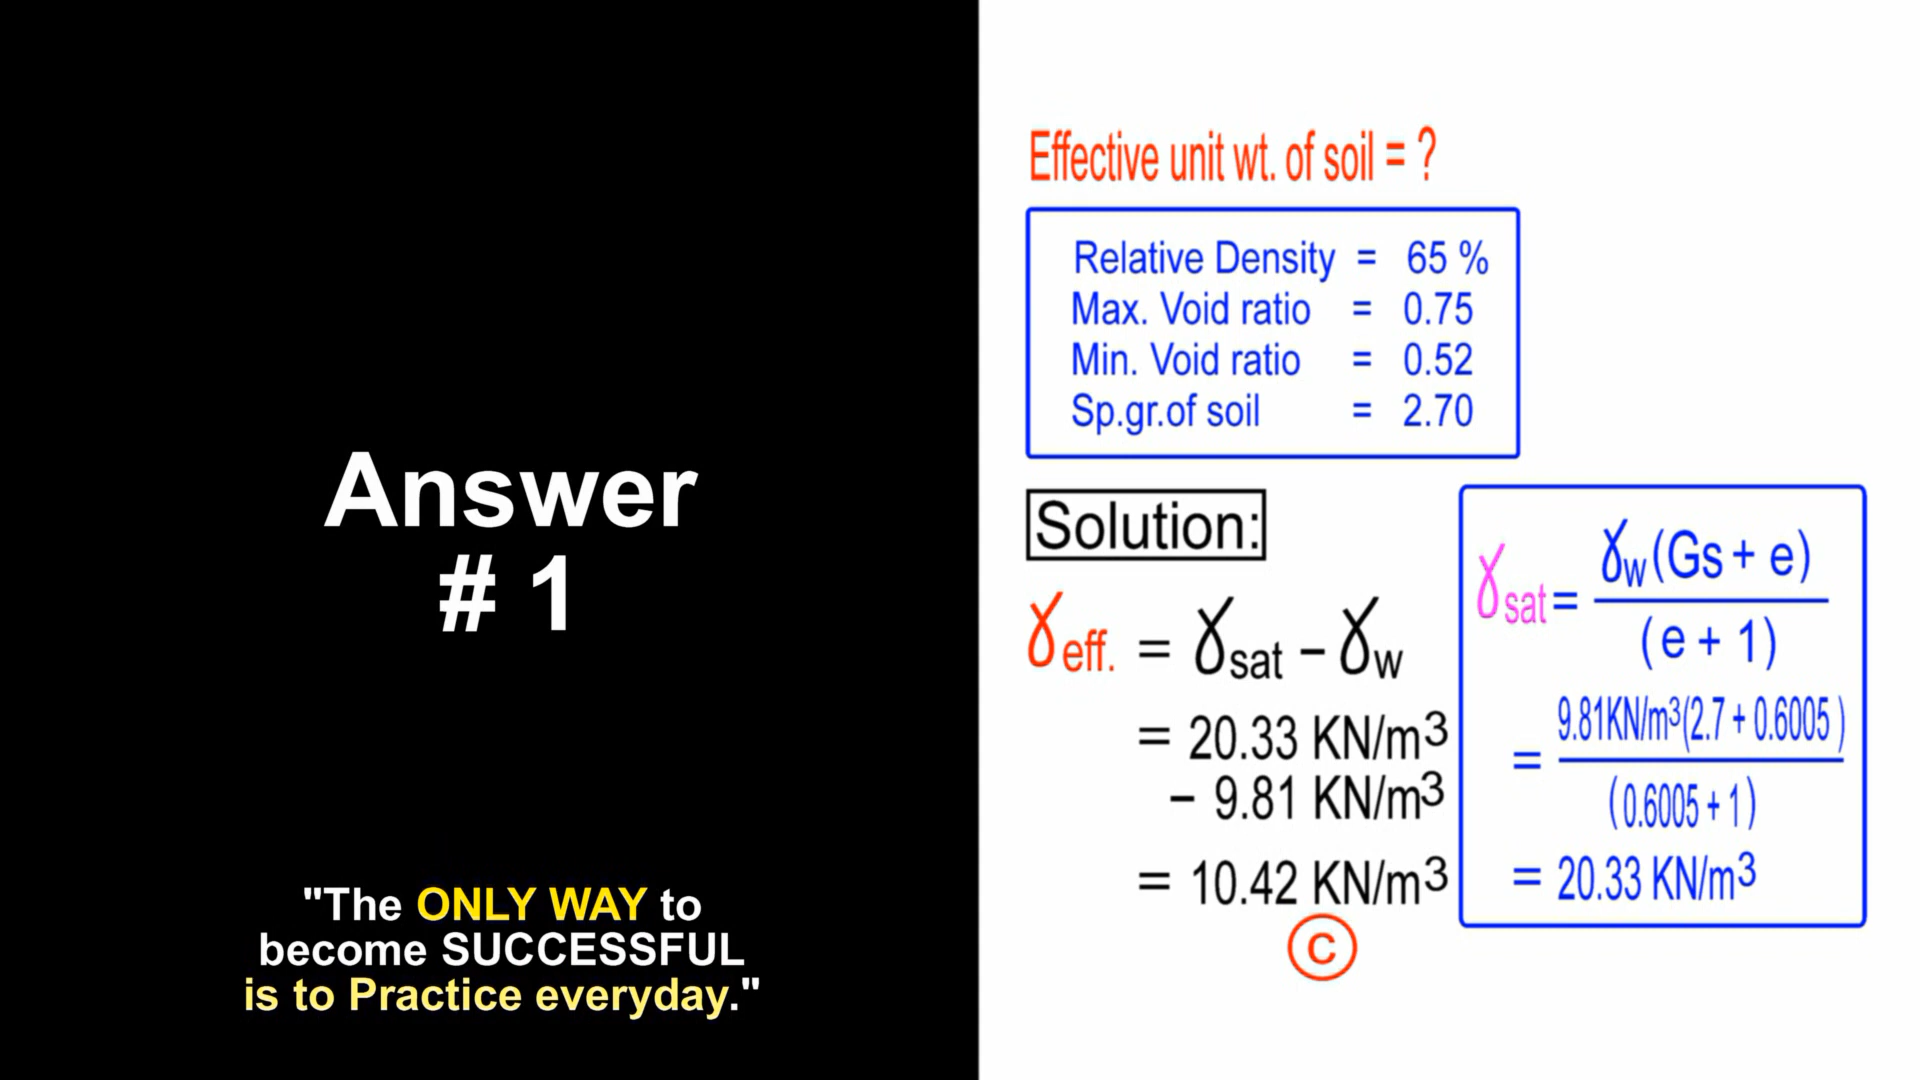 Answer
# 1
"The ONLY WAY to
become SUCCESSFUL
is to Practice everyday."
Effective unit wt. of soil = ?
Relative Density = 65 %
Max. Void ratio = 0.75
Min. Void ratio = 0.52
Sp.gr.of soil = 2.70
Solution:
γeff. = γsat – γw
= 20.33 KN/m³
– 9.81 KN/m³
= 10.42 KN/m³
C
γsat = γw(Gs + e)
(e + 1)
= 9.81KN/m³(2.7 + 0.6005 )
(0.6005 + 1)
= 20.33 KN/m³